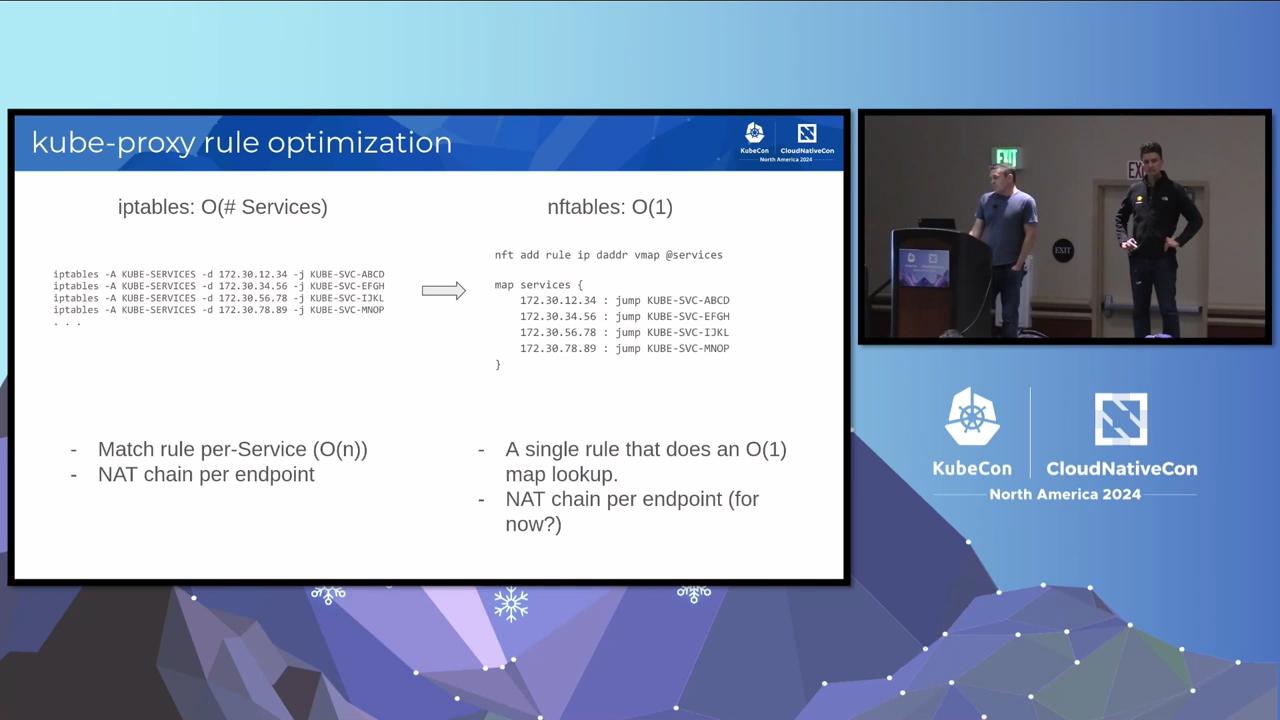 kube-proxy rule optimization
KubeCon
CloudNativeCon
North America 2024
iptables: O(# Services)
nftables: O(1)
iptables -A KUBE-SERVICES -d 172.30.12.34 -j KUBE-SVC-ABCD
iptables -A KUBE-SERVICES -d 172.30.34.56 -j KUBE-SVC-EFGH
iptables -A KUBE-SERVICES -d 172.30.56.78 -j KUBE-SVC-IJKL
iptables -A KUBE-SERVICES -d 172.30.78.89 -j KUBE-SVC-MNOP
. . .
nft add rule ip daddr vmap @services
map services {
172.30.12.34 : jump KUBE-SVC-ABCD
172.30.34.56 : jump KUBE-SVC-EFGH
172.30.56.78 : jump KUBE-SVC-IJKL
172.30.78.89 : jump KUBE-SVC-MNOP
}
- Match rule per-Service (O(n))
- NAT chain per endpoint
- A single rule that does an O(1)
map lookup.
- NAT chain per endpoint (for
now?)
EXIT
EXIT
KubeCon
CloudNativeCon
North America 2024